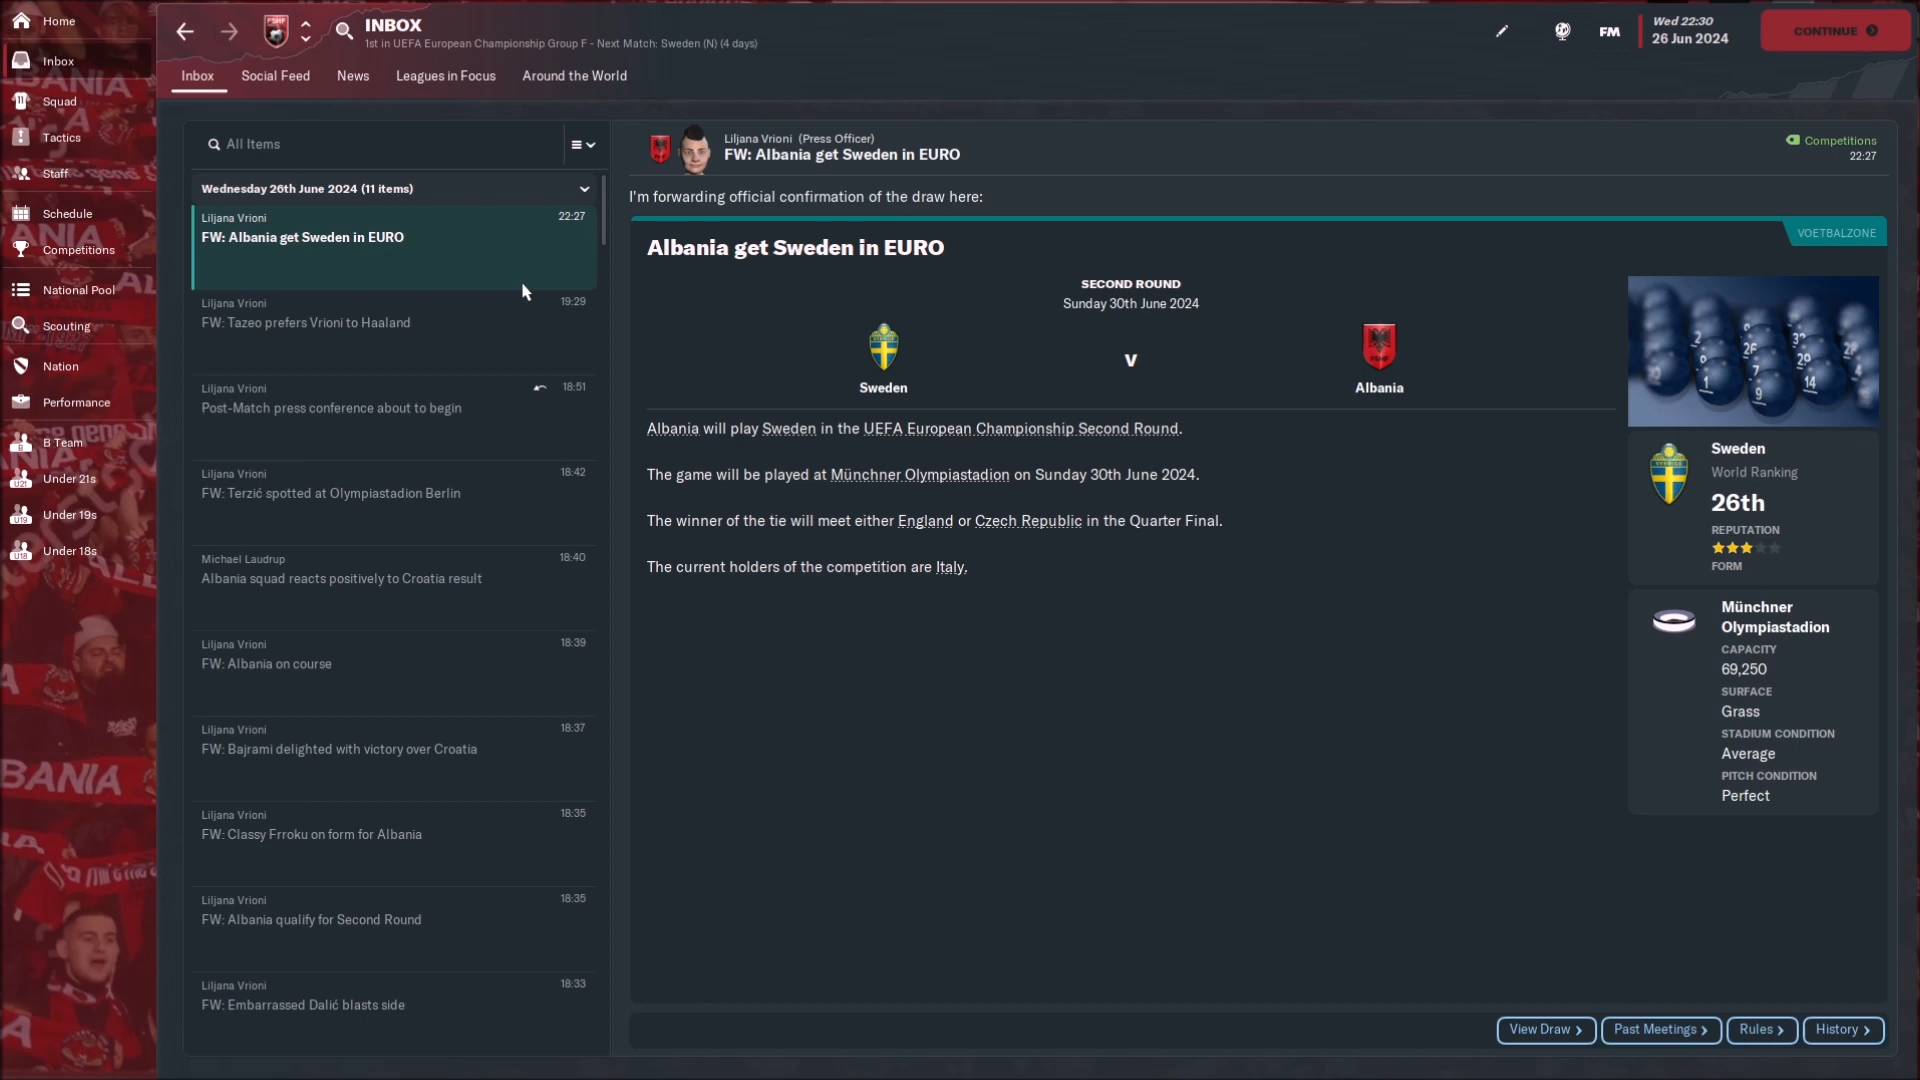 Home
Inbox
Squad
Tactics
Staff
Schedule
Competitions
National Pool
Scouting
Nation
Performance
B Team
Under 21s
Under 19s
Under 18s
INBOX
1st in UEFA European Championship Group F - Next Match: Sweden (N) (4 days)
FM
Wed 22:30
26 Jun 2024
CONTINUE
Inbox Social Feed News Leagues in Focus Around the World
All Items
Wednesday 26th June 2024 (11 items)
Liljana Vrioni 22:27
FW: Albania get Sweden in EURO
Liljana Vrioni 19:29
FW: Tazeo prefers Vrioni to Haaland
Liljana Vrioni 18:51
Post-Match press conference about to begin
Liljana Vrioni 18:42
FW: Terzić spotted at Olympiastadion Berlin
Michael Laudrup 18:40
Albania squad reacts positively to Croatia result
Liljana Vrioni 18:39
FW: Albania on course
Liljana Vrioni 18:37
FW: Bajrami delighted with victory over Croatia
Liljana Vrioni 18:35
FW: Classy Frroku on form for Albania
Liljana Vrioni 18:35
FW: Albania qualify for Second Round
Liljana Vrioni 18:33
FW: Embarrassed Dalić blasts side
Liljana Vrioni (Press Officer)
FW: Albania get Sweden in EURO
Competitions
22:27
I'm forwarding official confirmation of the draw here:
VOETBALZONE
Albania get Sweden in EURO
SECOND ROUND
Sunday 30th June 2024
V
Sweden Albania
Albania will play Sweden in the UEFA European Championship Second Round.
The game will be played at Münchner Olympiastadion on Sunday 30th June 2024.
The winner of the tie will meet either England or Czech Republic in the Quarter Final.
The current holders of the competition are Italy.
Sweden
World Ranking
26th
REPUTATION
FORM
Münchner
Olympiastadion
CAPACITY
69,250
SURFACE
Grass
STADIUM CONDITION
Average
PITCH CONDITION
Perfect
View Draw Past Meetings Rules History